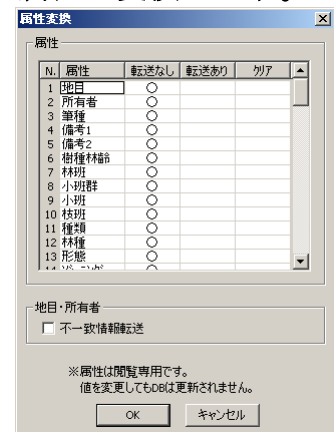 属性変換
属性
N. 属性 転送なし 転送あり クリア
1 地目 ○
2 所有者 ○
3 筆種 ○
4 備考1 ○
5 備考2 ○
6 樹種林齢 ○
7 林班 ○
8 小班群 ○
9 小班 ○
10 枝班 ○
11 種類 ○
12 林種 ○
13 形態 ○
14
地目・所有者
不一致情報転送
※属性は閲覧専用です。
値を変更してもDBは更新されません。
OK キャンセル